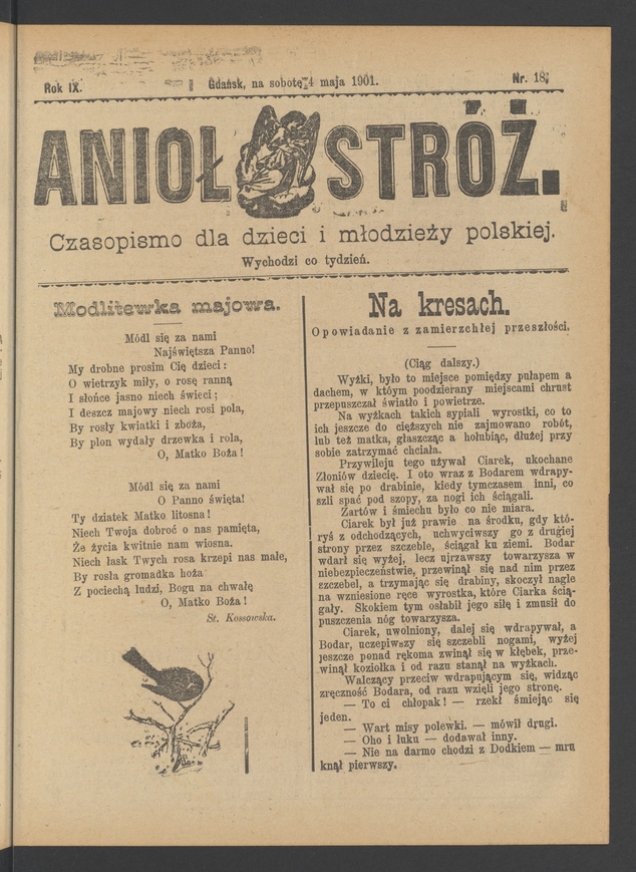 Rok IX.
Gdańsk, na sobotę 4 maja 1901.
Nr. 18.
ANIOŁ STRÓŻ.
Czasopismo dla dzieci i młodzieży polskiej.
Wychodzi co tydzień.
Modlitewka majowa.
Módl się za nami
Najświętsza Panno!
My drobne prosim Cię dzieci:
O wietrzyk miły, o rosę ranną
I słońce jasno niech świeci;
I deszcz majowy niech rosi pola,
By rosły kwiatki i zboża,
By plon wydały drzewka i rola,
O, Matko Boża!
Módl się za nami
O Panno święta!
Ty dziatek Matko litosna!
Niech Twoja dobroć o nas pamięta,
Że życia kwitnie nam wiosna.
Niech łask Twych rosa krzepi nas małe,
By rosła gromadka hoża
Z pociechą ludzi, Bogu na chwałę
O, Matko Boża!
St. Kossowska.
Na kresach.
Opowiadanie z zamierzchłej przeszłości.
(Ciąg dalszy.)
Wyżki, było to miejsce pomiędzy pułapem a
dachem, w którym poodzierany miejscami chrust
przepuszczał światło i powietrze.
Na wyżkach takich sypiali wyrostki, co to
ich jeszcze do cięższych nie zajmowano robót,
lub też matka, głaszcząc a hołubiąc, dłużej przy
sobie zatrzymać chciała.
Przywileju tego używał Ciarek, ukochane
Złoniów dziecię. I oto wraz z Bodarem wdrapy-
wał się po drabinie, kiedy tymczasem inni, co
szli spać pod szopy, za nogi ich ściągali.
Żartów i śmiechu było co nie miara.
Ciarek był już prawie na środku, gdy któ-
ryś z odchodzących, uchwyciwszy go z drugiej
strony przez szczeble, ściągał ku ziemi. Bodar
wdarł się wyżej, lecz ujrzawszy towarzysza w
niebezpieczeństwie, przewinął się nad nim przez
szczebel, a trzymając się drabiny, skoczył nagle
na wzniesione ręce wyrostka, które Ciarka ścią-
gały. Skokiem tym osłabił jego siłę i zmusił do
puszczenia nóg towarzysza.
Ciarek, uwolniony, dalej się wdrapywał, a
Bodar, uczepiwszy się szczebli nogami, wyżej
jeszcze ponad rękoma zwinął się w kłębek, prze-
winął koziołka i od razu stanął na wyżkach.
Walczący przeciw wdrapującym się, widząc
zręczność Bodara, od razu wzięli jego stronę.
— To ci chłopak! — rzekł śmiejąc się
jeden.
— Wart misy polewki. — mówił drugi.
— Oho i łuku — dodawał inny.
— Nie na darmo chodzi z Dodkiem — mru
knął pierwszy.